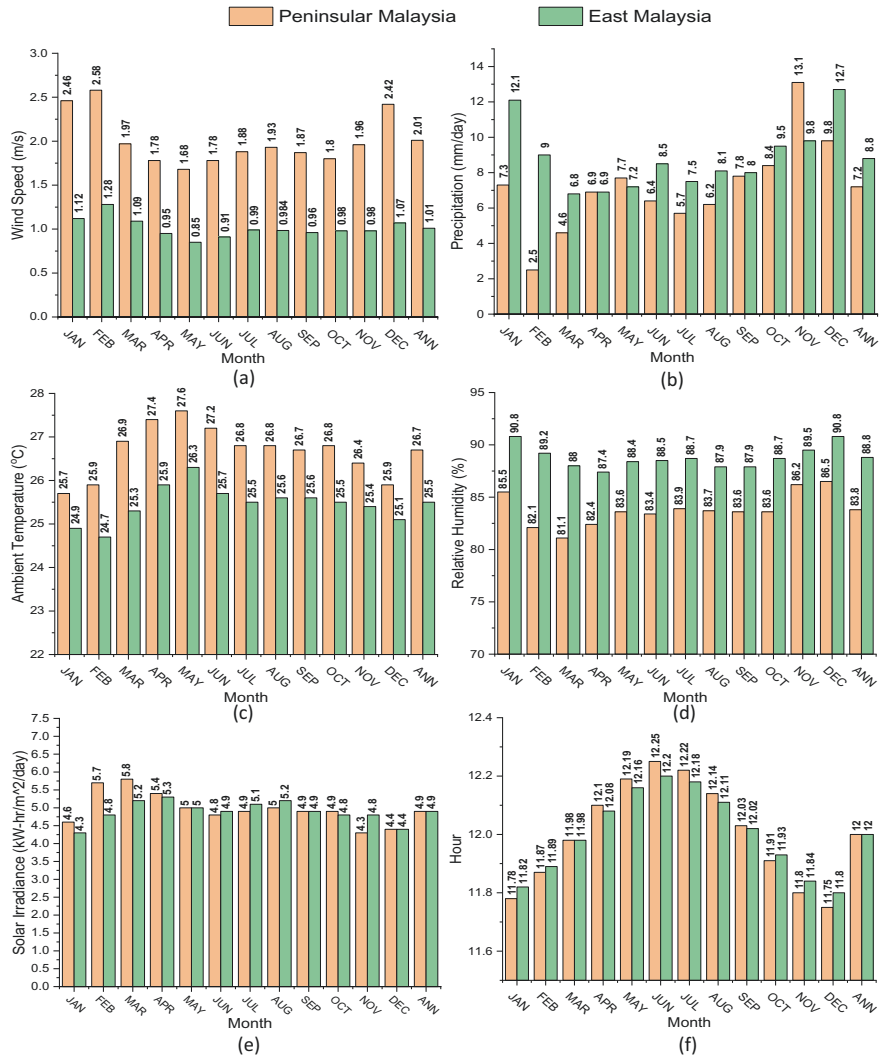 Peninsular Malaysia East Malaysia
Wind Speed (m/s)
3.0
2.5
2.0
1.5
1.0
0.5
0.0
2.46 2.58 1.97 1.78 1.68 1.78 1.88 1.93 1.87 1.8 1.96 2.42 2.01
1.12 1.28 1.09 0.95 0.85 0.91 0.99 0.984 0.96 0.98 0.98 1.07 1.01
JAN FEB MAR APR MAY JUN JUL AUG SEP OCT NOV DEC ANN
Month
(a)
Precipitation (mm/day)
14
12
10
8
6
4
2
0
7.3 2.5 4.6 6.9 7.7 6.4 5.7 6.2 7.8 8.4 13.1 9.8 7.2
12.1 9 6.8 6.9 7.2 8.5 7.5 8.1 8 9.5 9.8 12.7 8.8
JAN FEB MAR APR MAY JUN JUL AUG SEP OCT NOV DEC ANN
Month
(b)
Ambient Temperature (°C)
28
27
26
25
24
23
22
25.7 25.9 26.9 27.4 27.6 27.2 26.8 26.8 26.7 26.8 26.4 25.9 26.7
24.9 24.7 25.3 25.9 26.3 25.7 25.5 25.6 25.6 25.5 25.4 25.1 25.5
JAN FEB MAR APR MAY JUN JUL AUG SEP OCT NOV DEC ANN
Month
(c)
Relative Humidity (%)
95
90
85
80
75
70
85.5 82.1 81.1 82.4 83.6 83.4 83.9 83.7 83.6 83.6 86.2 86.5 83.8
90.8 89.2 88 87.4 88.4 88.5 88.7 87.9 87.9 88.7 89.5 90.8 88.8
JAN FEB MAR APR MAY JUN JUL AUG SEP OCT NOV DEC ANN
Month
(d)
Solar Irradiance (kW-hr/m^2/day)
7.5
7.0
6.5
6.0
5.5
5.0
4.5
4.0
3.5
3.0
2.5
2.0
1.5
1.0
0.5
0.0
4.6 5.7 5.8 5.4 5 4.8 4.9 5 4.9 4.9 4.3 4.4 4.9
4.3 4.8 5.2 5.3 5 4.9 5.1 5.2 4.9 4.8 4.8 4.4 4.9
JAN FEB MAR APR MAY JUN JUL AUG SEP OCT NOV DEC ANN
Month
(e)
Hour
12.4
12.2
12.0
11.8
11.6
11.78 11.87 11.98 12.1 12.19 12.25 12.22 12.14 12.03 11.91 11.8 11.75 12
11.82 11.89 11.98 12.08 12.16 12.2 12.18 12.11 12.02 11.93 11.84 11.8 12
JAN FEB MAR APR MAY JUN JUL AUG SEP OCT NOV DEC ANN
Month
(f)